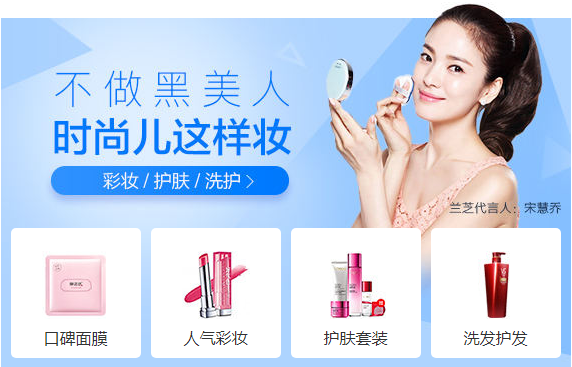 不做黑美人
时尚儿这样妆
彩妆 / 护肤 / 洗护 >
兰芝代言人：宋慧乔
口碑面膜
人气彩妆
护肤套装
洗发护发